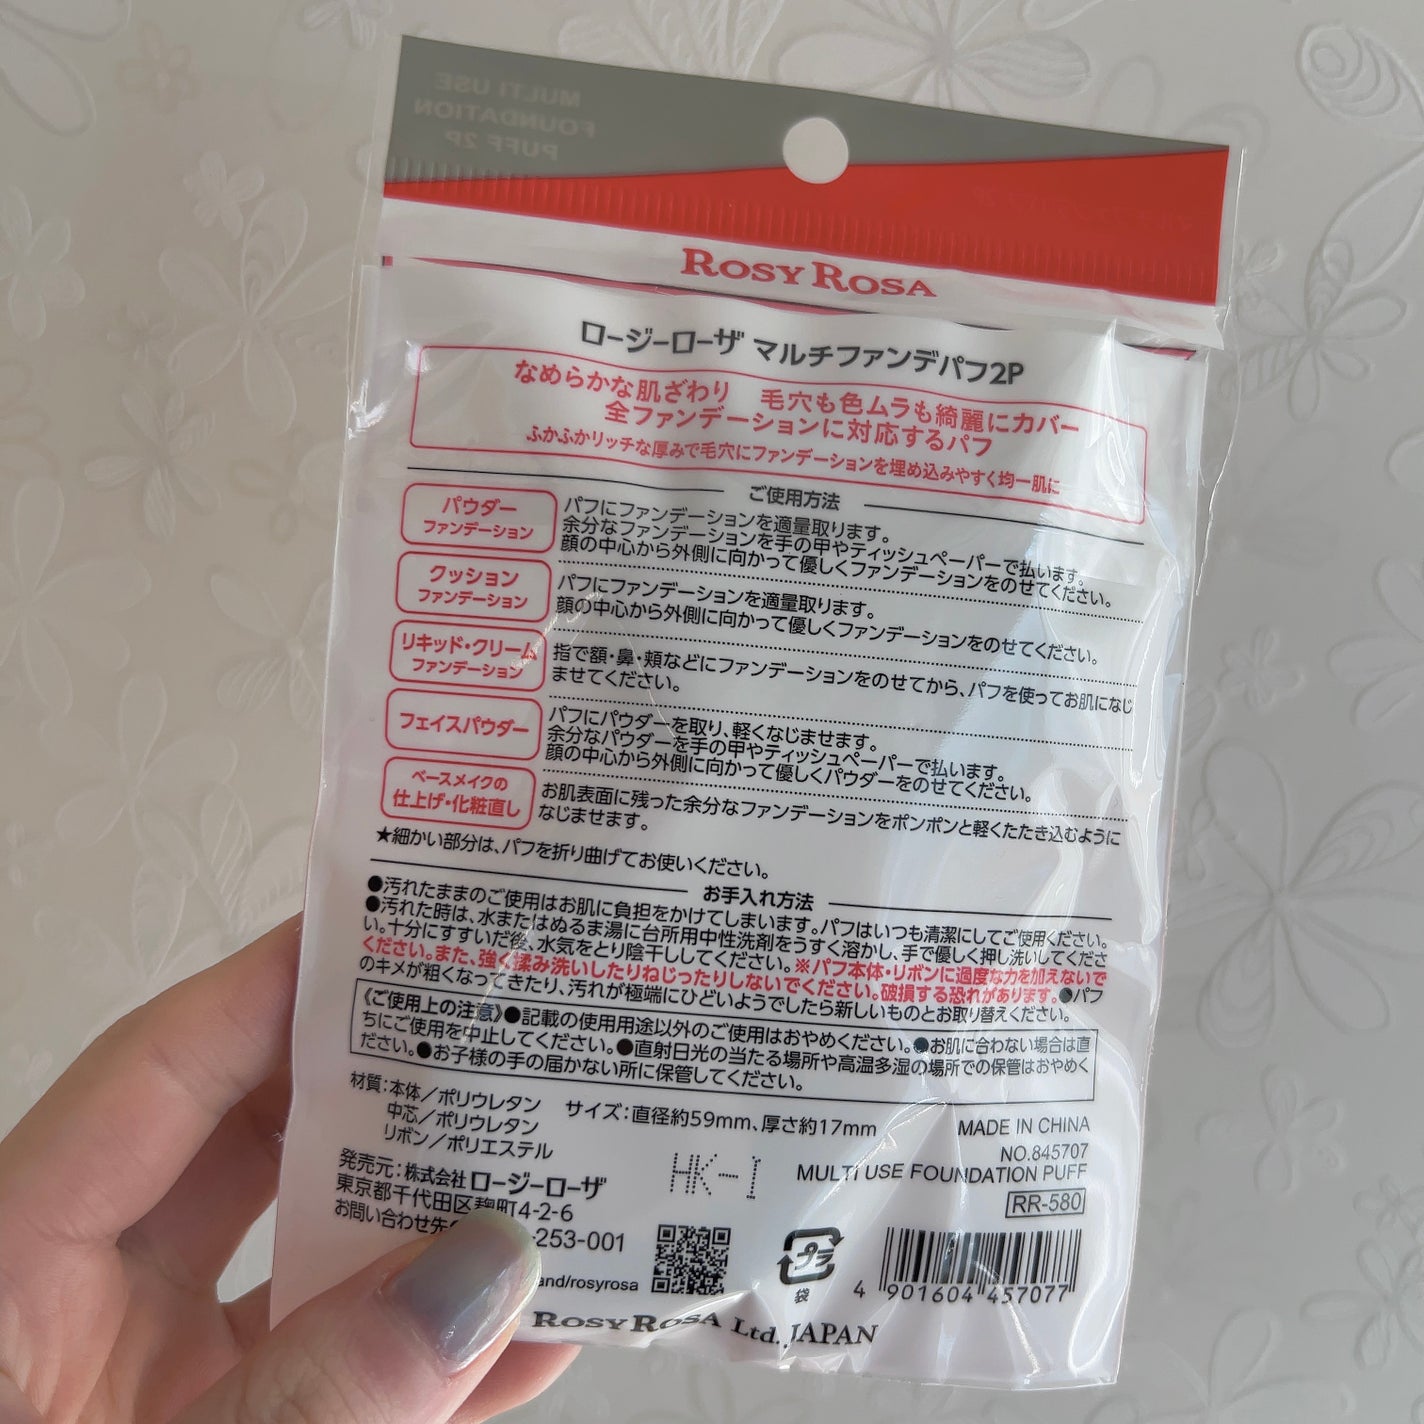 MULTI USE
FOUNDATION
PUFF 2P
ROSY ROSA
ロージーローザ マルチファンデパフ2P
なめらかな肌ざわり 毛穴も色ムラも綺麗にカバー
全ファンデーションに対応するパフ
ふかふかリッチな厚みで毛穴にファンデーションを埋め込みやすく均一肌に
ご使用方法
パウダー
ファンデーション
パフにファンデーションを適量取ります。
余分なファンデーションを手の甲やティッシュペーパーで払います。
顔の中心から外側に向かって優しくファンデーションをのせてください。
クッション
ファンデーション
パフにファンデーションを適量取ります。
顔の中心から外側に向かって優しくファンデーションをのせてください。
リキッド・クリーム
ファンデーション
指で額・鼻・頬などにファンデーションをのせてから、パフを使ってお肌になじ
ませてください。
フェイスパウダー
パフにパウダーを取り、軽くなじませます。
余分なパウダーを手の甲やティッシュペーパーで払います。
顔の中心から外側に向かって優しくパウダーをのせてください。
ベースメイクの
仕上げ・化粧直し
お肌表面に残った余分なファンデーションをポンポンと軽くたたき込むように
なじませます。
★細かい部分は、パフを折り曲げてお使いください。
お手入れ方法
●汚れたままのご使用はお肌に負担をかけてしまいます。パフはいつも清潔にしてご使用ください。
●汚れた時は、水またはぬるま湯に台所用中性洗剤をうすく溶かし、手で優しく押し洗いしてくださ
い。十分にすすいだ後、水気をとり陰干ししてください。※パフ本体・リボンに過度な力を加えないで
ください。また、強く揉み洗いしたりねじったりしないでください。破損する恐れがあります。●パフ
のキメが粗くなってきたり、汚れが極端にひどいようでしたら新しいものとお取り替えください。
《ご使用上の注意》●記載の使用用途以外のご使用はおやめください。●お肌に合わない場合は直
ちにご使用を中止してください。●直射日光の当たる場所や高温多湿の場所での保管はおやめく
ださい。●お子様の手の届かない所に保管してください。
材質:本体/ポリウレタン
中芯/ポリウレタン
リボン/ポリエステル
サイズ:直径約59mm、厚さ約17mm
MADE IN CHINA
NO.845707
MULTI USE FOUNDATION PUFF
RR-580
HK-I
発売元:株式会社ロージーローザ
東京都千代田区麹町4-2-6
お問い合わせ先
-253-001
and/rosyrosa
プラ
袋
4 901604 457077
ROSY ROSA Ltd. JAPAN